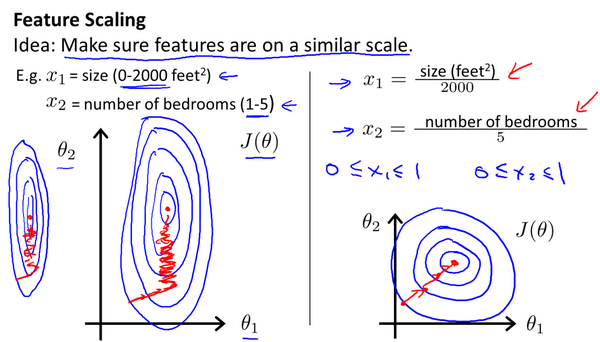 Feature Scaling
Idea: Make sure features are on a similar scale.
E.g. x₁ = size (0-2000 feet²)
x₂ = number of bedrooms (1-5)
θ₂
J(θ)
θ₁
x₁ = size (feet²)
2000
x₂ = number of bedrooms
5
0 ≤ x₁ ≤ 1 0 ≤ x₂ ≤ 1
θ₂
J(θ)
θ₁